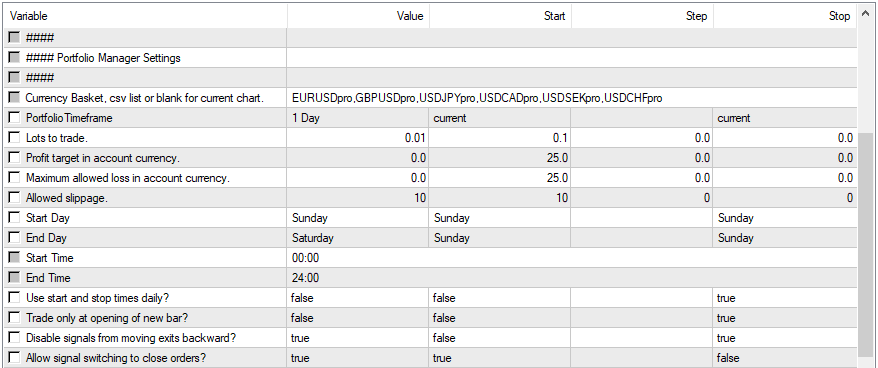 Variable Value Start Step Stop
####
#### Portfolio Manager Settings
####
Currency Basket, csv list or blank for current chart. EURUSDpro,GBPUSDpro,USDJPYpro,USDCADpro,USDSEKpro,USDCHFpro
PortfolioTimeframe 1 Day current current
Lots to trade. 0.01 0.1 0.0 0.0
Profit target in account currency. 0.0 25.0 0.0 0.0
Maximum allowed loss in account currency. 0.0 25.0 0.0 0.0
Allowed slippage. 10 10 0 0
Start Day Sunday Sunday Sunday
End Day Saturday Sunday Sunday
Start Time 00:00
End Time 24:00
Use start and stop times daily? false false true
Trade only at opening of new bar? false false true
Disable signals from moving exits backward? true false true
Allow signal switching to close orders? true true false